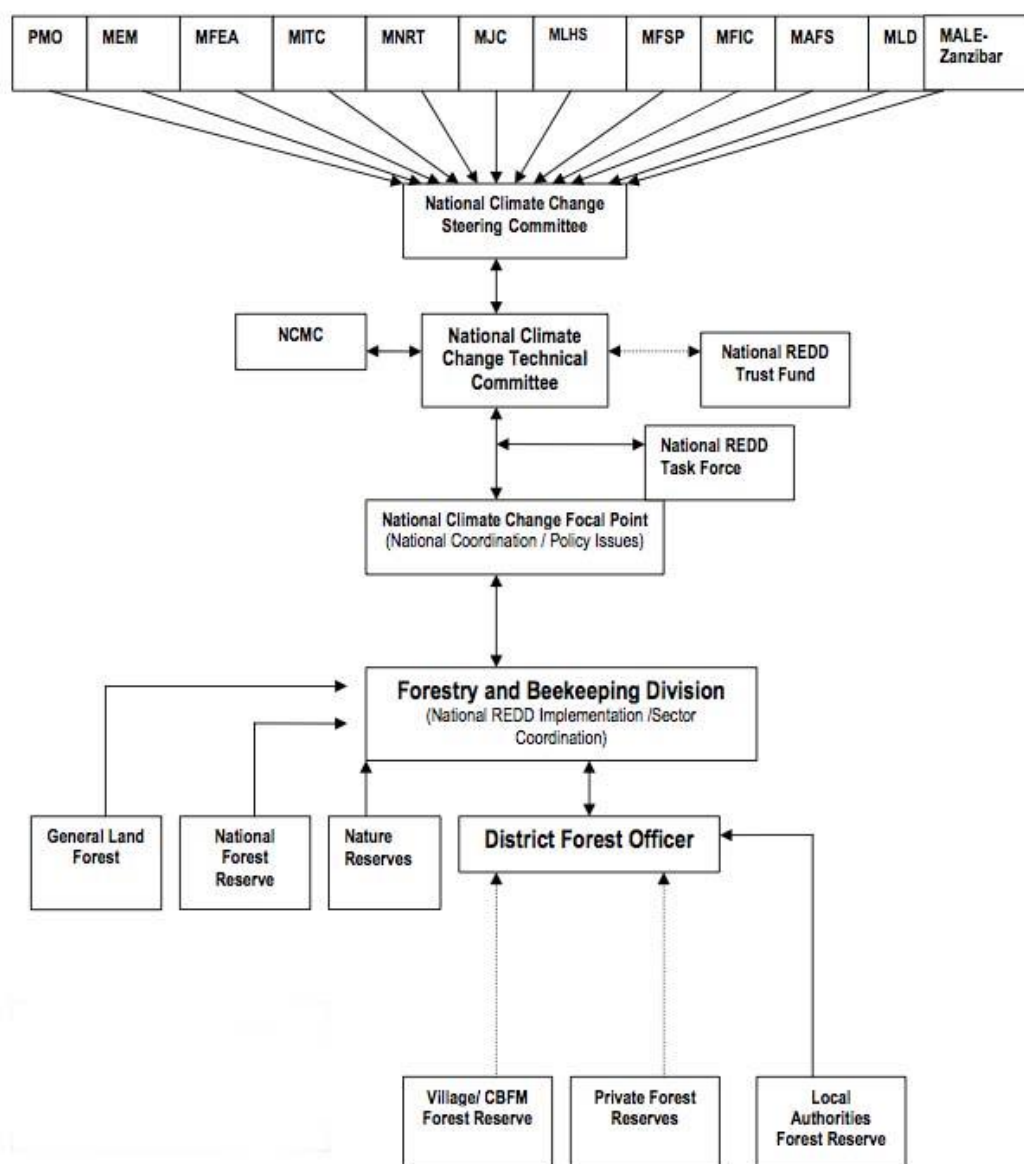 PMO
MEM
MFEA
MITC
MNRT
MJC
MLHS
MFSP
MFIC
MAFS
MLD
MALE-
Zanzibar
National Climate Change
Steering Committee
NCMC
National Climate
Change Technical
Committee
National REDD
Trust Fund
National REDD
Task Force
National Climate Change Focal Point
(National Coordination / Policy Issues)
Forestry and Beekeeping Division
(National REDD Implementation /Sector
Coordination)
General Land
Forest
National
Forest
Reserve
Nature
Reserves
District Forest Officer
Village/ CBFM
Forest Reserve
Private Forest
Reserves
Local
Authorities
Forest Reserve